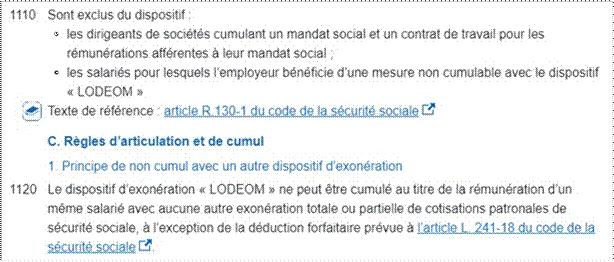 1110 Sont exclus du dispositif :
les dirigeants de sociétés cumulant un mandat social et un contrat de travail pour les
rémunérations afférentes à leur mandat social ;
les salariés pour lesquels l'employeur bénéficie d'une mesure non cumulable avec le dispositif
« LODEOM »
Texte de référence : article R.130-1 du code de la sécurité sociale
C. Règles d'articulation et de cumul
1. Principe de non cumul avec un autre dispositif d'exonération
1120 Le dispositif d'exonération « LODEOM » ne peut être cumulé au titre de la rémunération d'un
même salarié avec aucune autre exonération totale ou partielle de cotisations patronales de
sécurité sociale, à l'exception de la déduction forfaitaire prévue à l'article L. 241-18 du code de la
sécurité sociale.